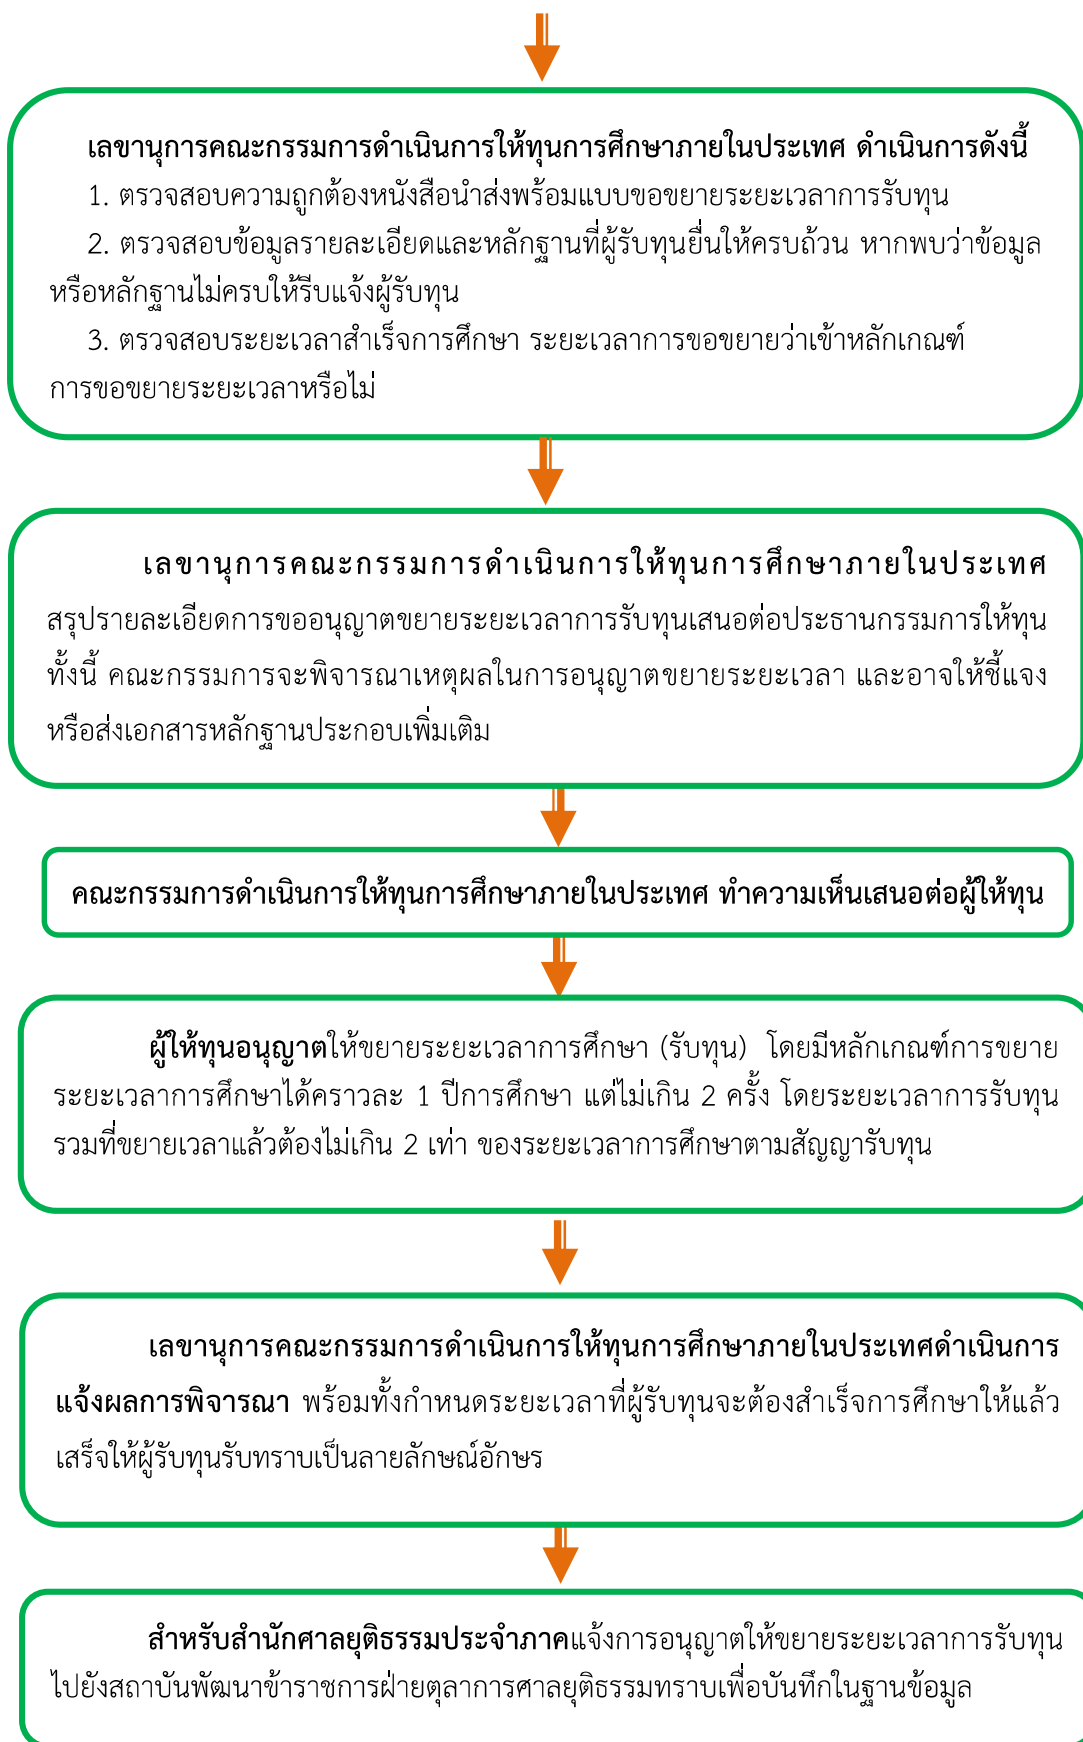 เลขานุการคณะกรรมการดำเนินการให้ทุนการศึกษาภายในประเทศ ดำเนินการดังนี้
1. ตรวจสอบความถูกต้องหนังสือนำส่งพร้อมแบบขอขยายระยะเวลาการรับทุน
2. ตรวจสอบข้อมูลรายละเอียดและหลักฐานที่ผู้รับทุนยื่นให้ครบถ้วน หากพบว่าข้อมูล
หรือหลักฐานไม่ครบให้รีบแจ้งผู้รับทุน
3. ตรวจสอบระยะเวลาสำเร็จการศึกษา ระยะเวลาการขอขยายว่าเข้าหลักเกณฑ์
การขอขยายระยะเวลาหรือไม่
เลขานุการคณะกรรมการดำเนินการให้ทุนการศึกษาภายในประเทศ
สรุปรายละเอียดการขออนุญาตขยายระยะเวลาการรับทุนเสนอต่อประธานกรรมการให้ทุน
ทั้งนี้ คณะกรรมการจะพิจารณาเหตุผลในการอนุญาตขยายระยะเวลา และอาจให้ชี้แจง
หรือส่งเอกสารหลักฐานประกอบเพิ่มเติม
คณะกรรมการดำเนินการให้ทุนการศึกษาภายในประเทศ ทำความเห็นเสนอต่อผู้ให้ทุน
ผู้ให้ทุนอนุญาตให้ขยายระยะเวลาการศึกษา (รับทุน) โดยมีหลักเกณฑ์การขยาย
ระยะเวลาการศึกษาได้คราวละ 1 ปีการศึกษา แต่ไม่เกิน 2 ครั้ง โดยระยะเวลาการรับทุน
รวมที่ขยายเวลาแล้วต้องไม่เกิน 2 เท่า ของระยะเวลาการศึกษาตามสัญญารับทุน
เลขานุการคณะกรรมการดำเนินการให้ทุนการศึกษาภายในประเทศดำเนินการ
แจ้งผลการพิจารณา พร้อมทั้งกำหนดระยะเวลาที่ผู้รับทุนจะต้องสำเร็จการศึกษาให้แล้ว
เสร็จให้ผู้รับทุนรับทราบเป็นลายลักษณ์อักษร
สำหรับสำนักศาลยุติธรรมประจำภาคแจ้งการอนุญาตให้ขยายระยะเวลาการรับทุน
ไปยังสถาบันพัฒนาข้าราชการฝ่ายตุลาการศาลยุติธรรมทราบเพื่อบันทึกในฐานข้อมูล